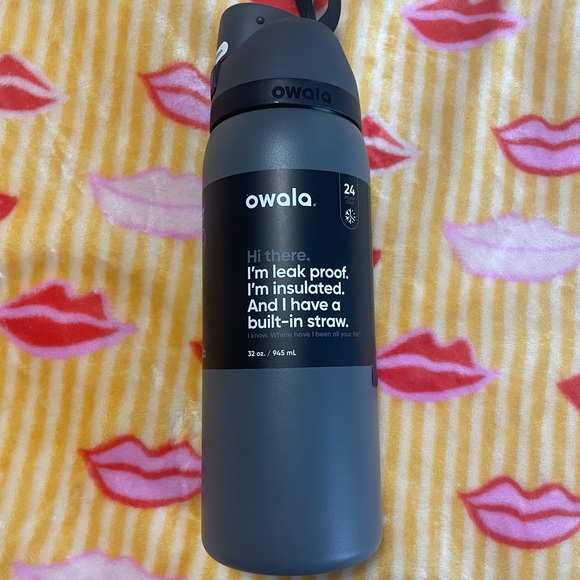 owala
owala®
24
Hi there.
I'm leak proof.
I'm insulated.
And I have a
built-in straw.
I know. Where have I been all your life?
32 oz. / 945 mL